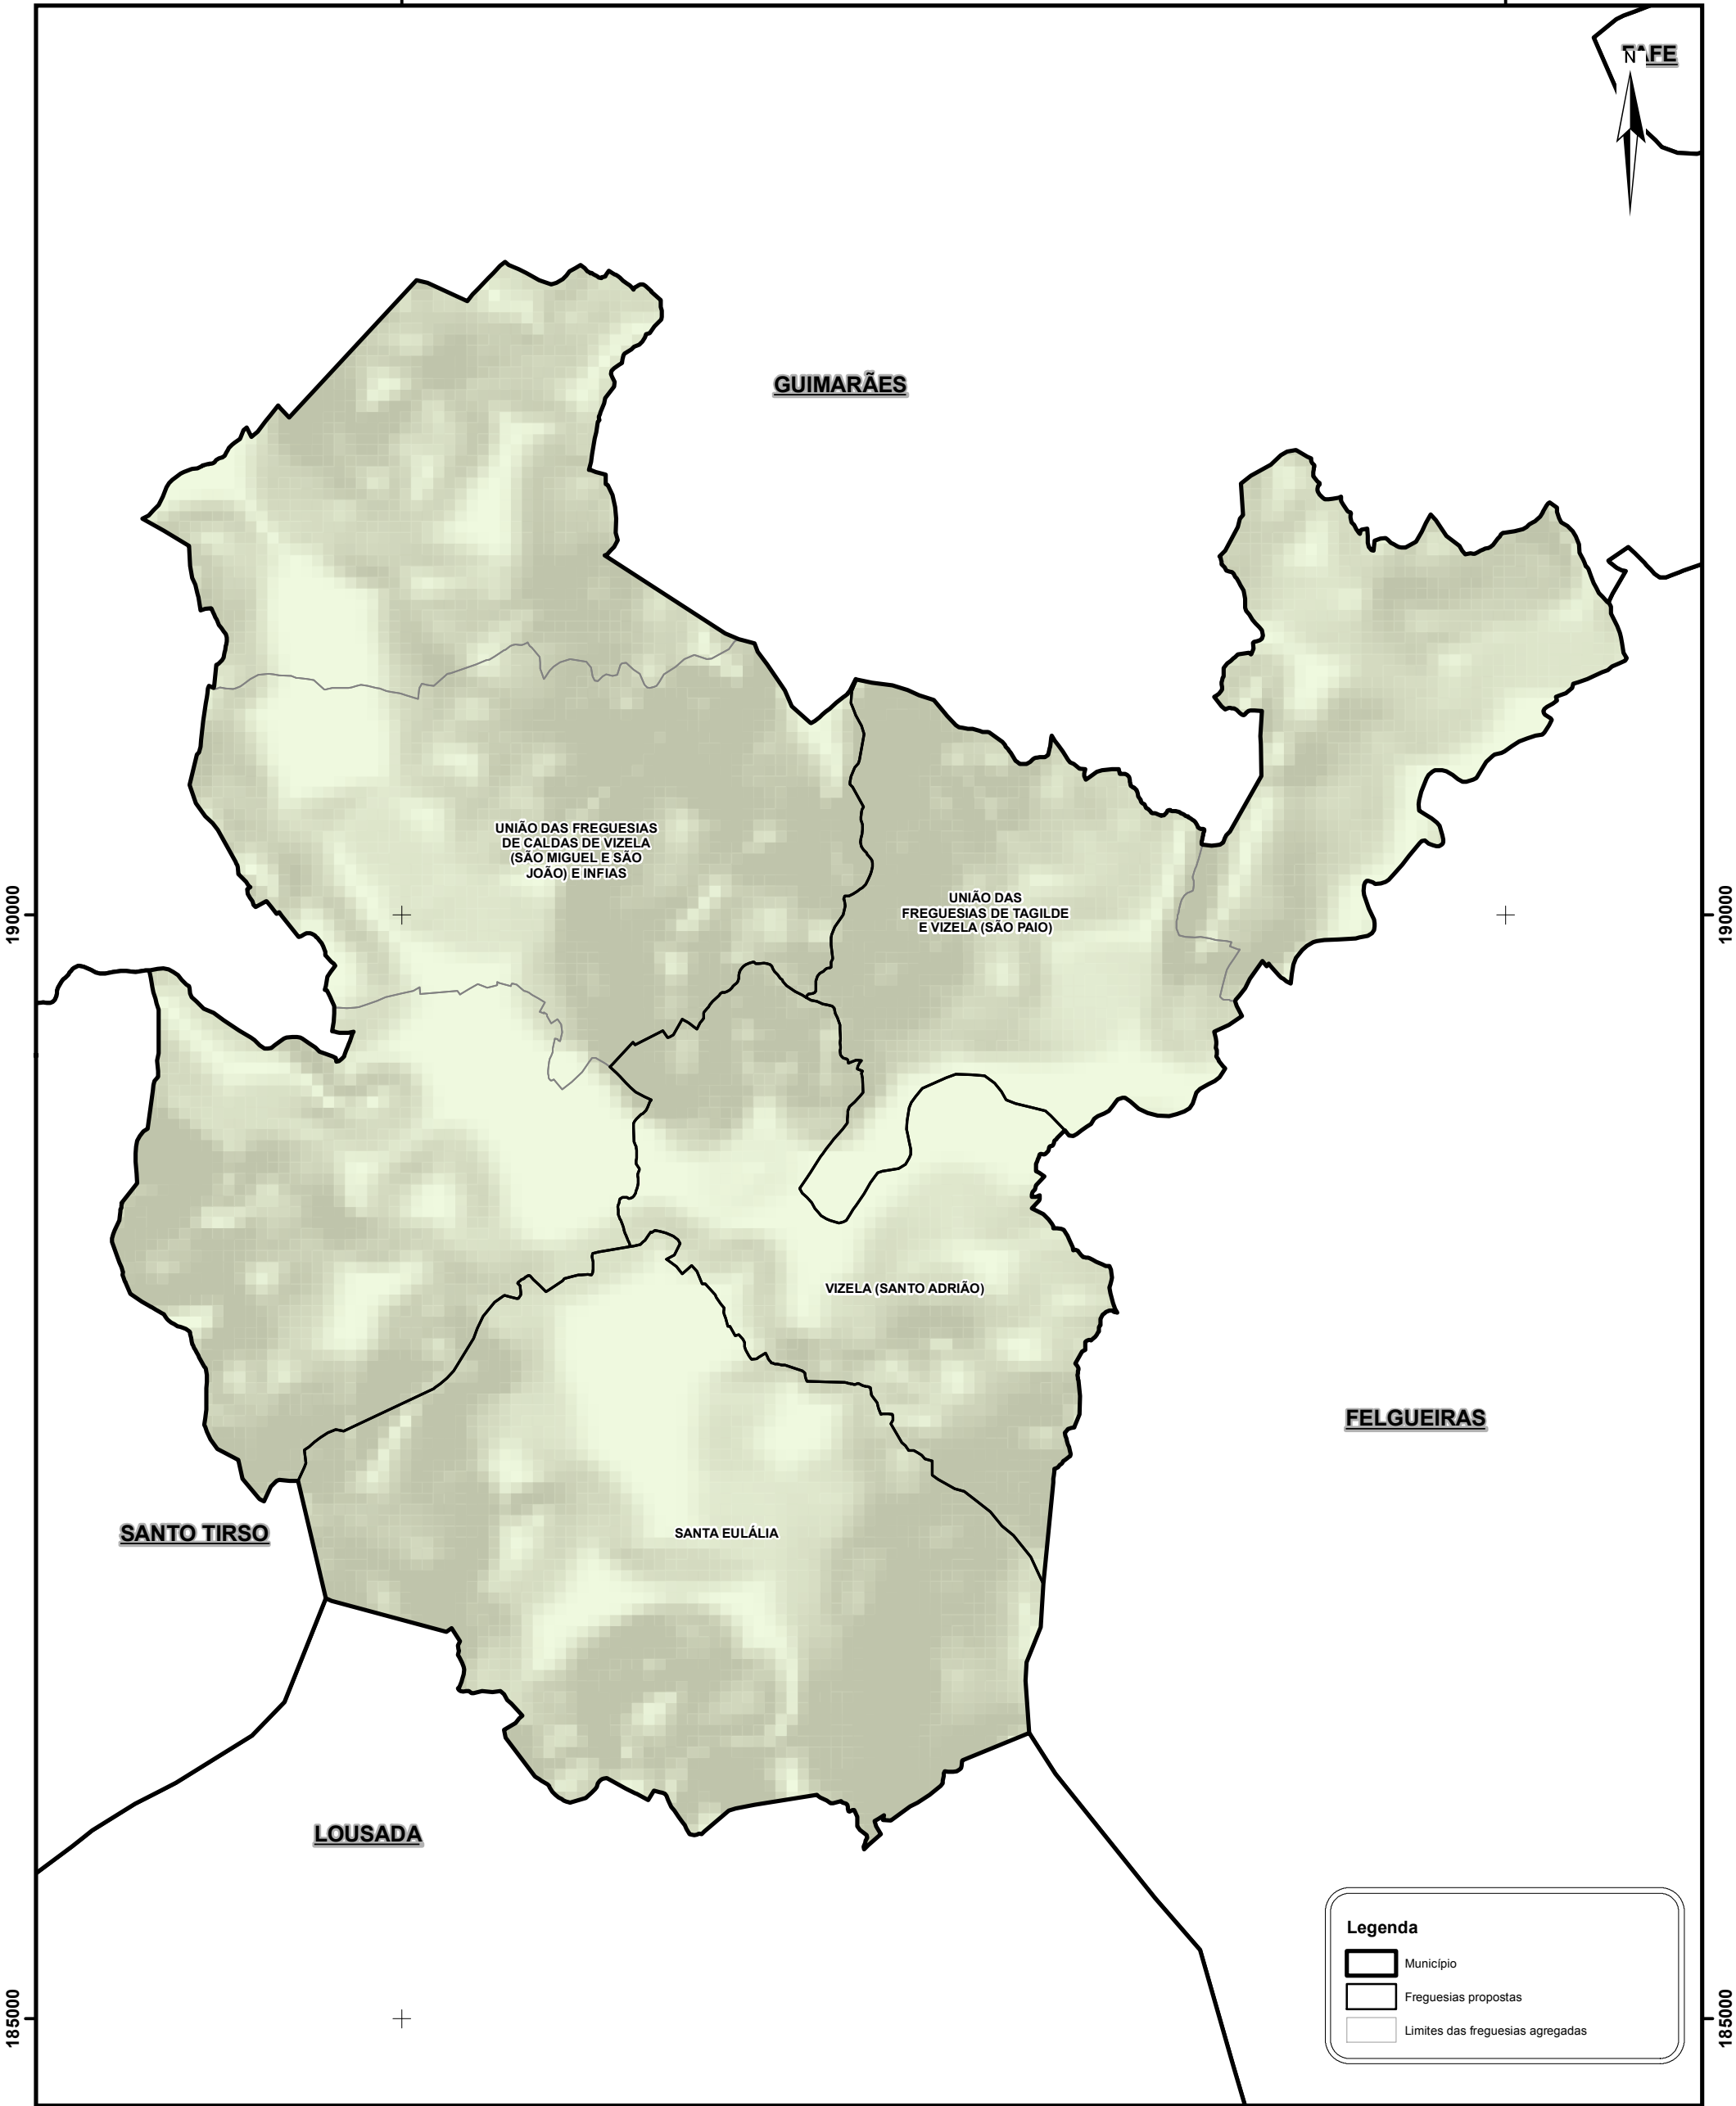 FAFE
N
GUIMARÃES
UNIÃO DAS FREGUESIAS
DE CALDAS DE VIZELA
(SÃO MIGUEL E SÃO
JOÃO) E INFIAS
UNIÃO DAS
FREGUESIAS DE TAGILDE
E VIZELA (SÃO PAIO)
190000
190000
VIZELA (SANTO ADRIÃO)
FELGUEIRAS
SANTO TIRSO
SANTA EULÁLIA
LOUSADA
Legenda
Município
Freguesias propostas
Limites das freguesias agregadas
185000
185000